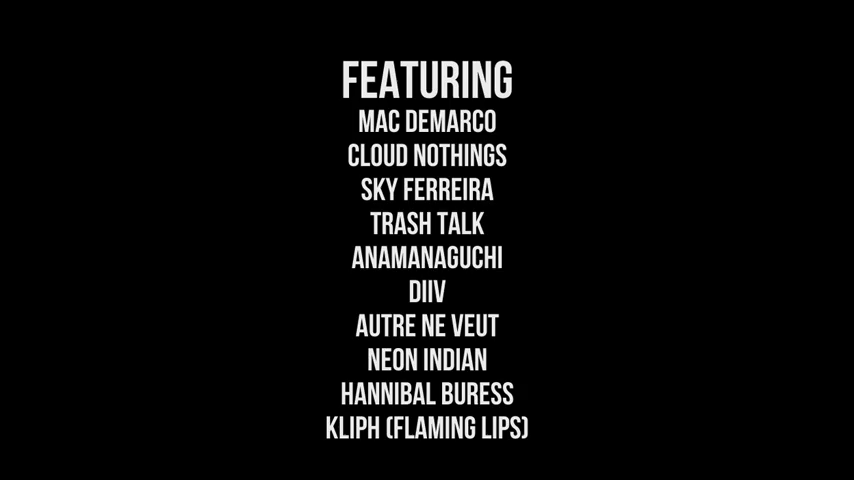 FEATURING
MAC DEMARCO
CLOUD NOTHINGS
SKY FERREIRA
TRASH TALK
ANAMANAGUCHI
DIIV
AUTRE NE VEUT
NEON INDIAN
HANNIBAL BURESS
KLIPH (FLAMING LIPS)